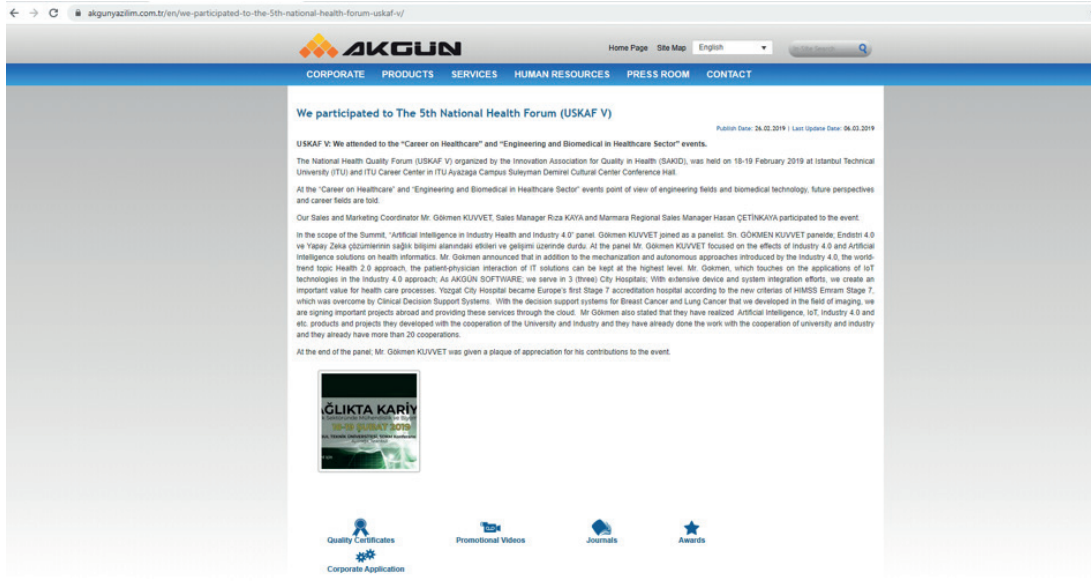 akgunyazilim.com.tr/en/we-participated-to-the-5th-national-health-forum-uskaf-v/
AKGÜN
Home Page Site Map English
CORPORATE PRODUCTS SERVICES HUMAN RESOURCES PRESS ROOM CONTACT
We participated to The 5th National Health Forum (USKAF V)
Publish Date: 26.02.2019 | Last Update Date: 06.03.2019
USKAF V: We attended to the "Career on Healthcare" and "Engineering and Biomedical in Healthcare Sector" events.
The National Health Quality Forum (USKAF V) organized by the Innovation Association for Quality in Health (SAKID), was held on 18-19 February 2019 at Istanbul Technical
University (ITU) and ITU Career Center in ITU Ayazaga Campus Suleyman Demirel Cultural Center Conference Hall.
At the "Career on Healthcare" and "Engineering and Biomedical in Healthcare Sector" events point of view of engineering fields and biomedical technology, future perspectives
and career fields are told.
Our Sales and Marketing Coordinator Mr. Gökmen KUVVET, Sales Manager Rıza KAYA and Marmara Regional Sales Manager Hasan ÇETİNKAYA participated to the event.
In the scope of the Summit, "Artificial Intelligence in Industry Health and Industry 4.0" panel. Gökmen KUVVET joined as a panelist. Sn. GÖKMEN KUVVET panelde; Endistri 4.0
ve Yapay Zeka çözümlerinin sağlık bilişimi alanındaki etkileri ve gelişimi üzerinde durdu. At the panel Mr. Gökmen KUVVET focused on the effects of Industry 4.0 and Artificial
Intelligence solutions on health informatics. Mr. Gokmen announced that in addition to the mechanization and autonomous approaches introduced by the Industry 4.0, the world-
trend topic Health 2.0 approach, the patient-physician interaction of IT solutions can be kept at the highest level. Mr. Gokmen, which touches on the applications of IoT
technologies in the Industry 4.0 approach; As AKGÜN SOFTWARE; we serve in 3 (three) City Hospitals; With extensive device and system integration efforts, we create an
important value for health care processes. Yozgat City Hospital became Europe's first Stage 7 accreditation hospital according to the new criterias of HIMSS Emram Stage 7,
which was overcome by Clinical Decision Support Systems. With the decision support systems for Breast Cancer and Lung Cancer that we developed in the field of imaging, we
are signing important projects abroad and providing these services through the cloud. Mr Gökmen also stated that they have realized Artificial Intelligence, IoT, Industry 4.0 and
etc. products and projects they developed with the cooperation of the University and Industry and they have already done the work with the cooperation of university and industry
and they already have more than 20 cooperations.
At the end of the panel; Mr. Gökmen KUVVET was given a plaque of appreciation for his contributions to the event.
AĞLIKTA KARİY
18-19 ŞUBAT 2019
Quality Certificates Promotional Videos Journals Awards
Corporate Application